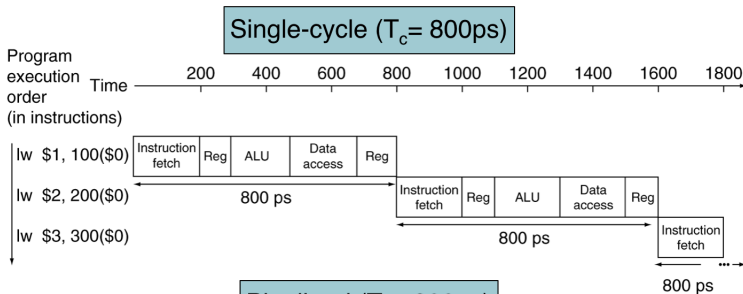 Single-cycle (Tc= 800ps)
Program
execution
order
(in instructions)
Time
200 400 600 800 1000 1200 1400 1600 1800
lw $1, 100($0)
Instruction
fetch
Reg
ALU
Data
access
Reg
800 ps
lw $2, 200($0)
Instruction
fetch
Reg
ALU
Data
access
Reg
800 ps
lw $3, 300($0)
Instruction
fetch
...
800 ps